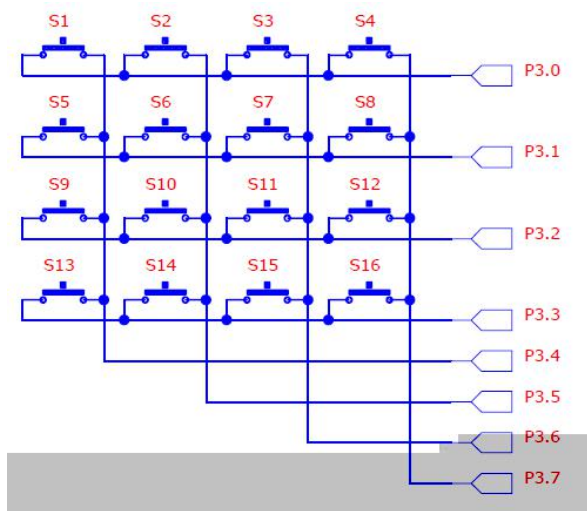 S1 S2 S3 S4
P3.0
S5 S6 S7 S8
P3.1
S9 S10 S11 S12
P3.2
S13 S14 S15 S16
P3.3
P3.4
P3.5
P3.6
P3.7